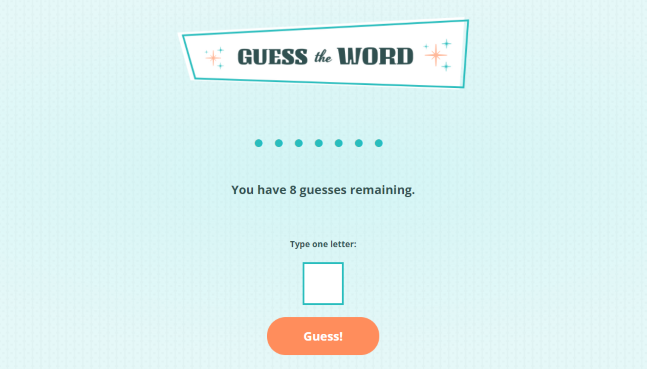 GUESS the WORD
● ● ● ● ● ● ●
You have 8 guesses remaining.
Type one letter:
Guess!